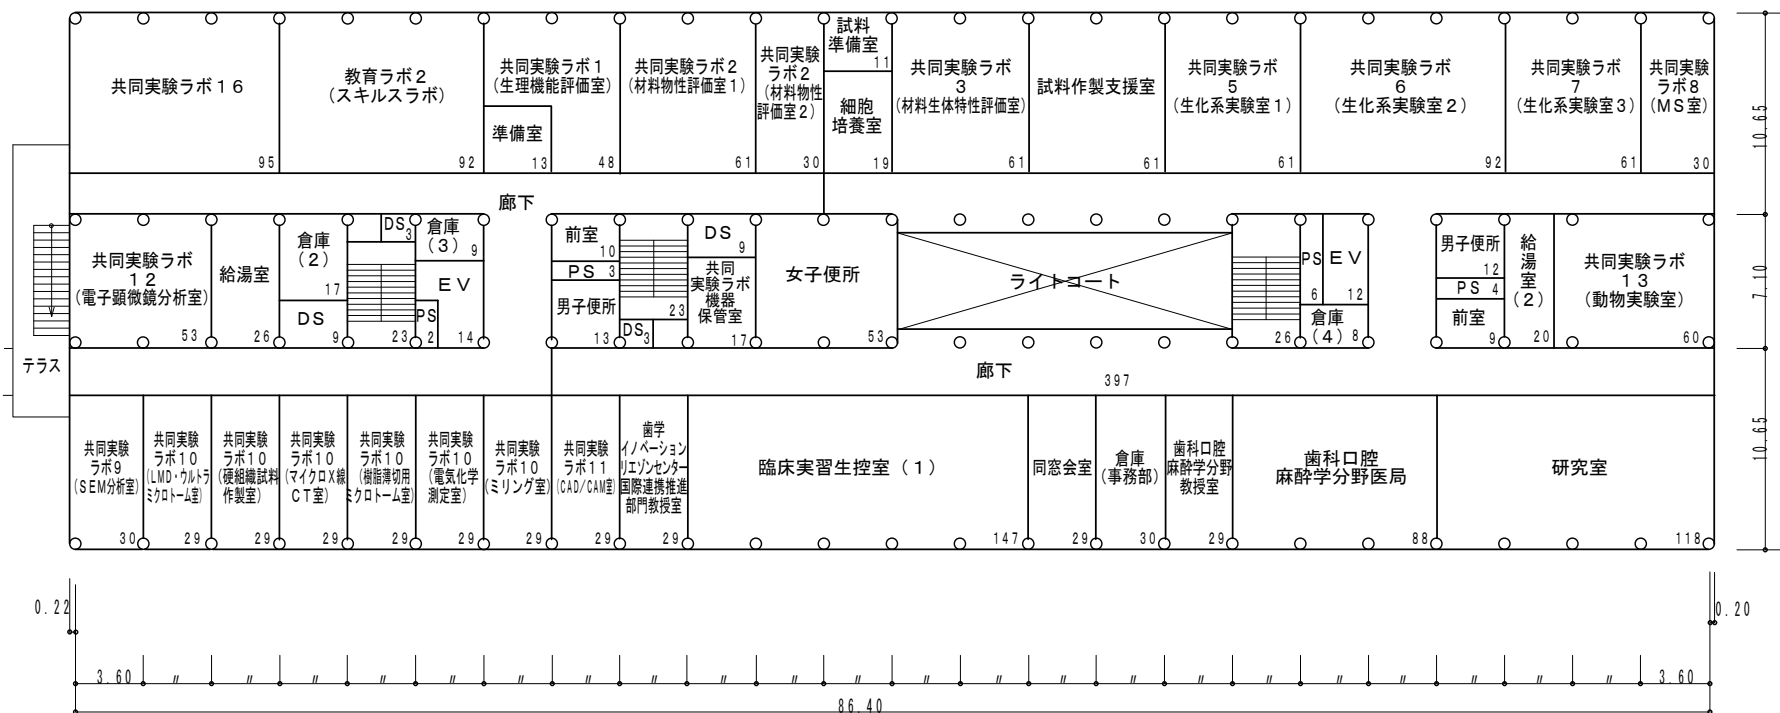 共同実験ラボ16
95
教育ラボ2
(スキルスラボ)
92
共同実験ラボ1
(生理機能評価室)
準備室
13
48
共同実験ラボ2
(材料物性評価室1)
61
共同実験
ラボ2
(材料物性
評価室2)
30
試料
準備室
11
細胞
培養室
19
共同実験ラボ
3
(材料生体特性評価室)
61
試料作製支援室
61
共同実験ラボ
5
(生化系実験室1)
61
共同実験ラボ
6
(生化系実験室2)
92
共同実験ラボ
7
(生化系実験室3)
61
共同実験
ラボ8
(MS室)
30
10.65
廊下
共同実験ラボ
12
(電子顕微鏡分析室)
53
給湯室
26
倉庫
(2)
17
DS
9
DS
3
23
倉庫
(3)
9
EV
14
PS
2
前室
10
PS 3
男子便所
13
23
DS
3
DS
9
共同
実験ラボ
機器
保管室
17
女子便所
53
ライトコート
26
PS
6
EV
12
倉庫
(4)
8
男子便所
12
PS 4
前室
9
給
湯
室
(2)
20
共同実験ラボ
13
(動物実験室)
60
7.10
テラス
廊下
397
共同実験
ラボ9
(SEM分析室)
30
共同実験
ラボ10
(LMD・ウルトラ
ミクロトーム室)
29
共同実験
ラボ10
(硬組織試料
作製室)
29
共同実験
ラボ10
(マイクロX線
CT室)
29
共同実験
ラボ10
(樹脂薄切用
ミクロトーム室)
29
共同実験
ラボ10
(電気化学
測定室)
29
共同実験
ラボ10
(ミリング室)
29
共同実験
ラボ11
(CAD/CAM室)
29
歯学
イノベーション
リエゾンセンター
国際連携推進
部門教授室
29
臨床実習生控室(1)
147
同窓会室
29
倉庫
(事務部)
30
歯科口腔
麻酔学分野
教授室
29
歯科口腔
麻酔学分野医局
88
研究室
118
10.65
0.22
0.20
3.60 〃 〃 〃 〃 〃 〃 〃 〃 〃 〃 〃 〃 〃 〃 〃 〃 〃 〃 〃 〃 〃 〃 3.60
86.40